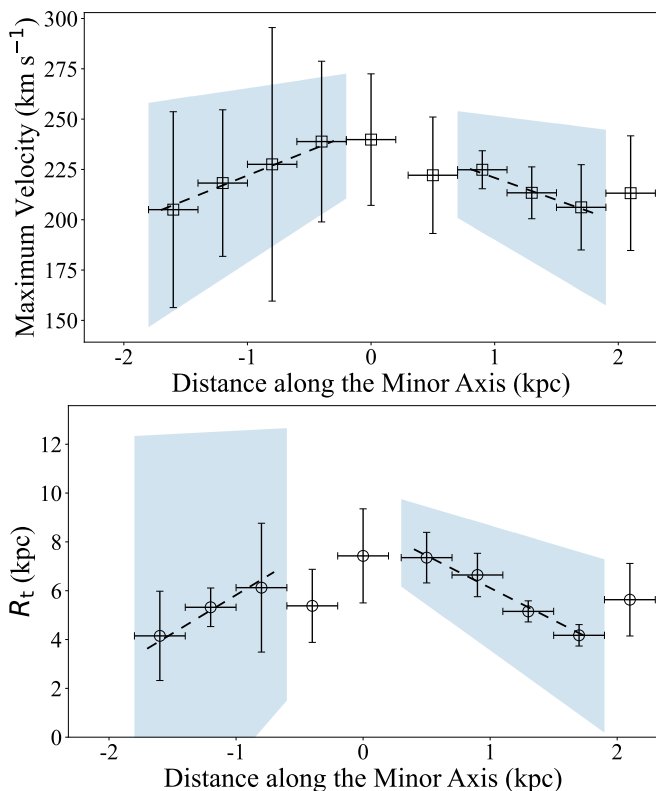 Maximum Velocity (km s⁻¹)
300
275
250
225
200
175
150
-2 -1 0 1 2
Distance along the Minor Axis (kpc)
Rₜ (kpc)
12
10
8
6
4
2
0
-2 -1 0 1 2
Distance along the Minor Axis (kpc)